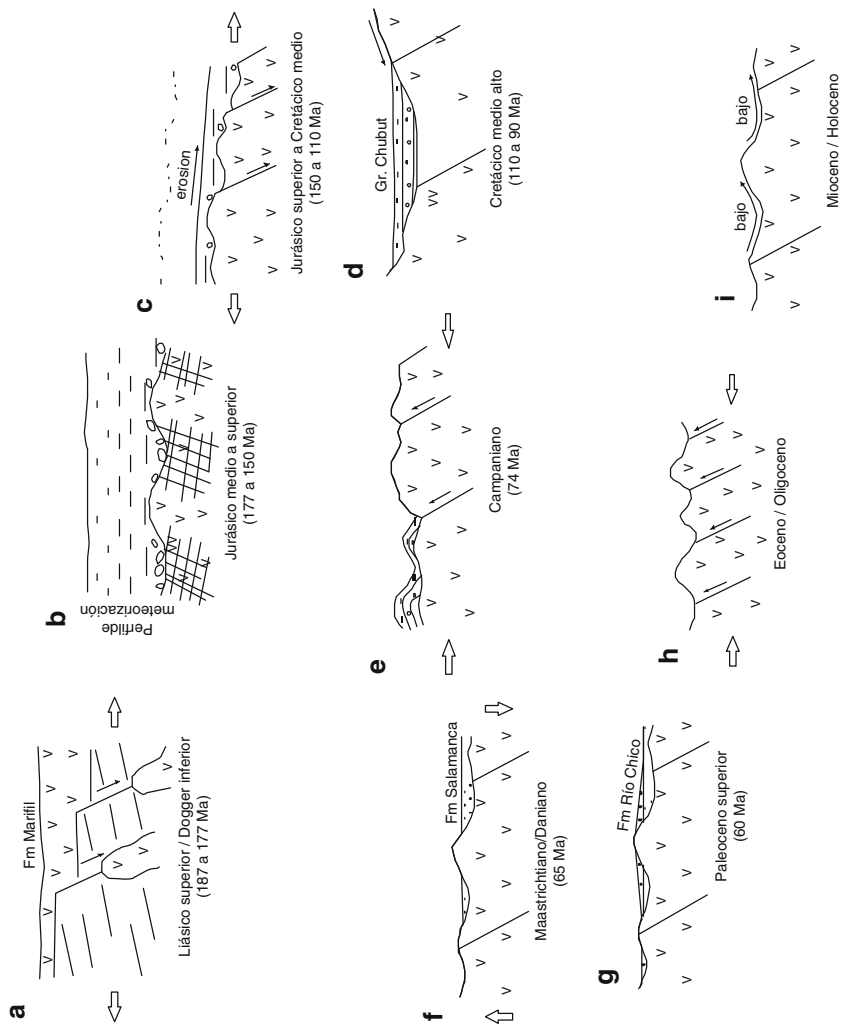 a
Fm Marifil
Liásico superior / Dogger inferior
(187 a 177 Ma)
b
Perfilde
meteorización
Jurásico medio a superior
(177 a 150 Ma)
c
erosion
Jurásico superior a Cretácico medio
(150 a 110 Ma)
d
Gr. Chubut
Cretácico medio alto
(110 a 90 Ma)
e
Campaniano
(74 Ma)
f
Fm Salamanca
Maastrichtiano/Daniano
(65 Ma)
g
Fm Río Chico
Paleoceno superior
(60 Ma)
h
Eoceno / Oligoceno
i
bajo
bajo
Mioceno / Holoceno